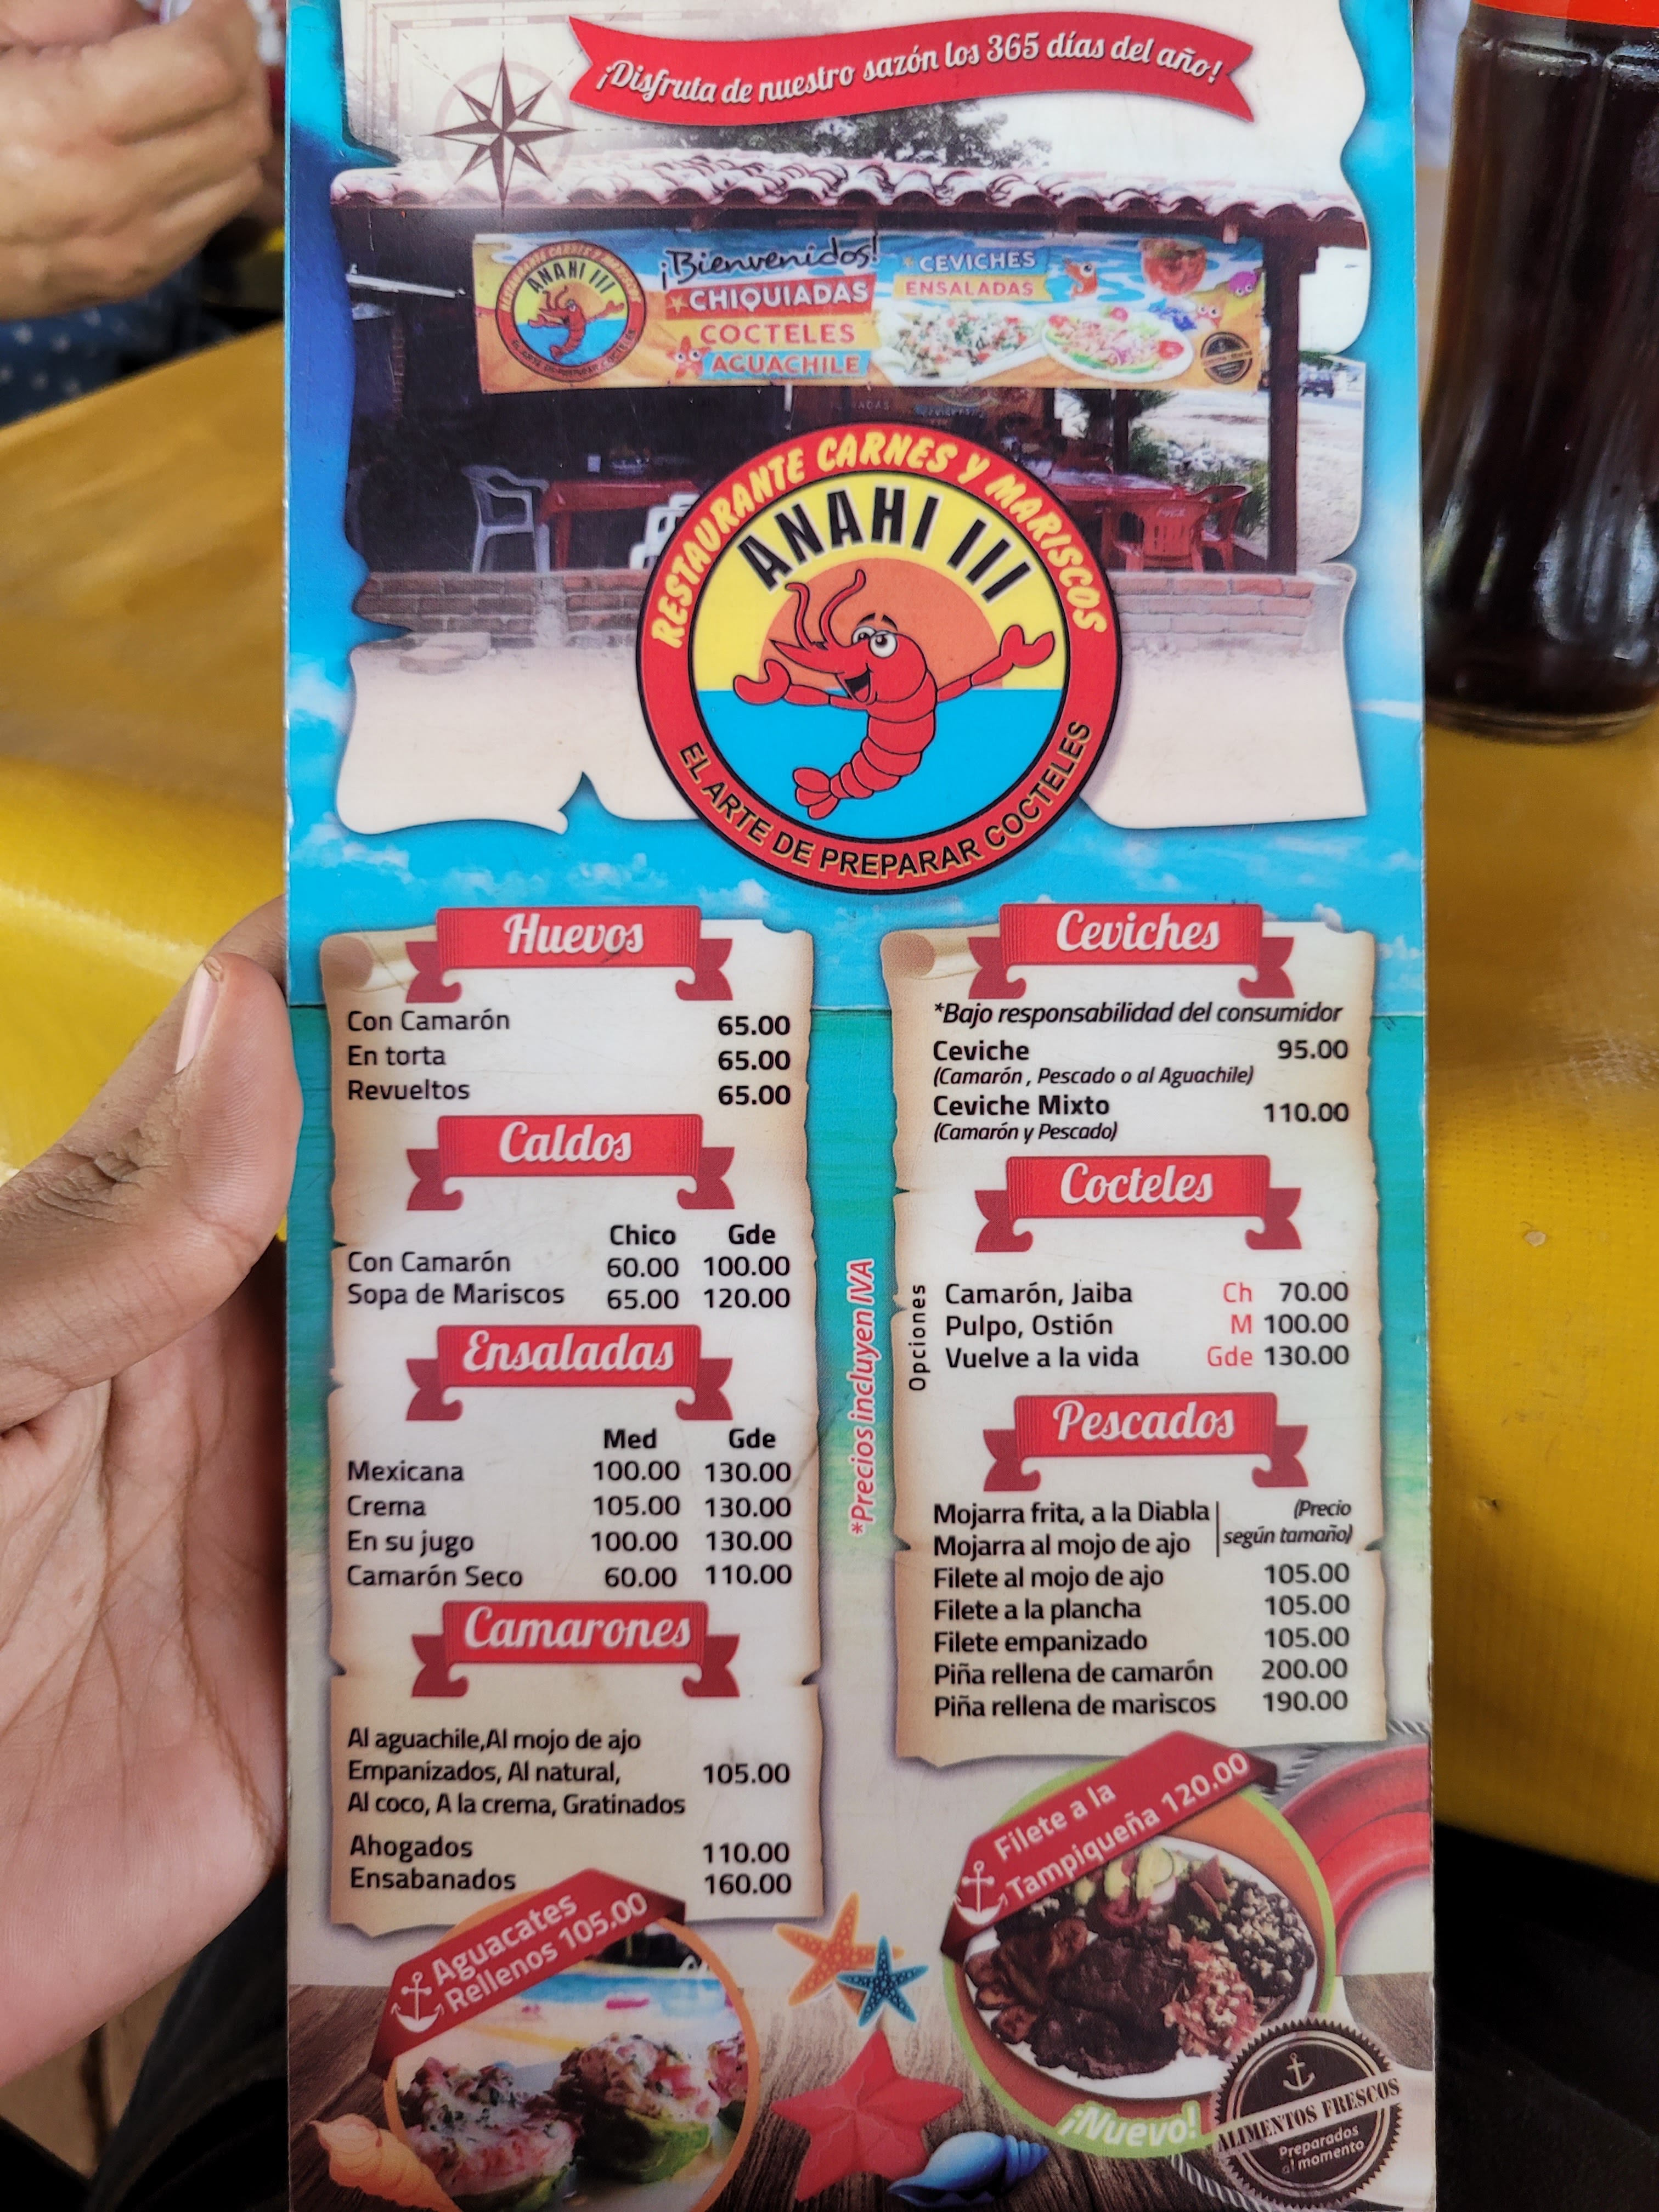 ¡Disfruta de nuestro sazón los 365 días del año!
RESTAURANTE CARNES Y MARISCOS
ANAHI III
¡Bienvenidos!
CHIQUIADAS
COCTELES
AGUACHILE
* CEVICHES
ENSALADAS
RESTAURANTE CARNES Y MARISCOS
ANAHI III
EL ARTE DE PREPARAR COCTELES
Huevos
Con Camarón 65.00
En torta 65.00
Revueltos 65.00
Caldos
Chico Gde
Con Camarón 60.00 100.00
Sopa de Mariscos 65.00 120.00
Ensaladas
Med Gde
Mexicana 100.00 130.00
Crema 105.00 130.00
En su jugo 100.00 130.00
Camarón Seco 60.00 110.00
Camarones
Al aguachile,Al mojo de ajo
Empanizados, Al natural, 105.00
Al coco, A la crema, Gratinados
Ahogados 110.00
Ensabanados 160.00
Aguacates
Rellenos 105.00
*Precios incluyen IVA
Ceviches
*Bajo responsabilidad del consumidor
Ceviche 95.00
(Camarón , Pescado o al Aguachile)
Ceviche Mixto 110.00
(Camarón y Pescado)
Cocteles
Opciones
Camarón, Jaiba Ch 70.00
Pulpo, Ostión M 100.00
Vuelve a la vida Gde 130.00
Pescados
Mojarra frita, a la Diabla (Precio
Mojarra al mojo de ajo según tamaño)
Filete al mojo de ajo 105.00
Filete a la plancha 105.00
Filete empanizado 105.00
Piña rellena de camarón 200.00
Piña rellena de mariscos 190.00
Filete a la
Tampiqueña 120.00
¡Nuevo!
ALIMENTOS FRESCOS
Preparados
al momento